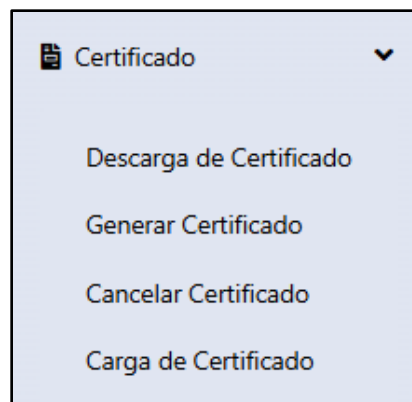 Certificado
Descarga de Certificado
Generar Certificado
Cancelar Certificado
Carga de Certificado